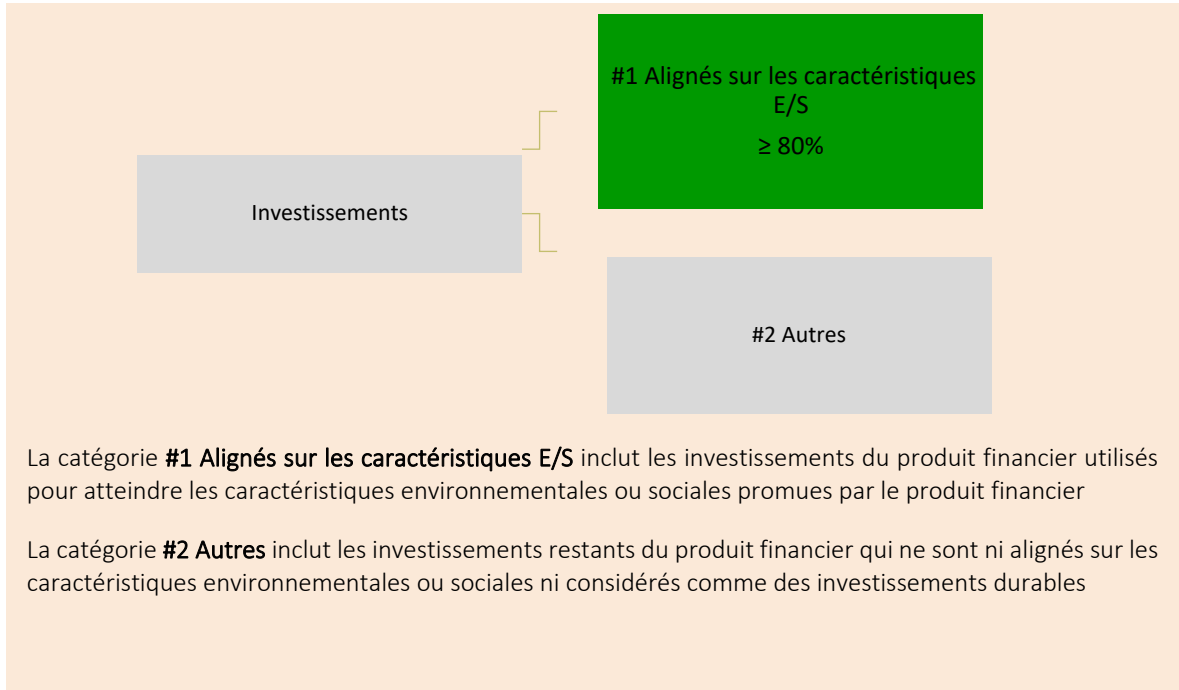 #1 Alignés sur les caractéristiques
E/S
≥ 80%
Investissements
#2 Autres
La catégorie #1 Alignés sur les caractéristiques E/S inclut les investissements du produit financier utilisés
pour atteindre les caractéristiques environnementales ou sociales promues par le produit financier
La catégorie #2 Autres inclut les investissements restants du produit financier qui ne sont ni alignés sur les
caractéristiques environnementales ou sociales ni considérés comme des investissements durables